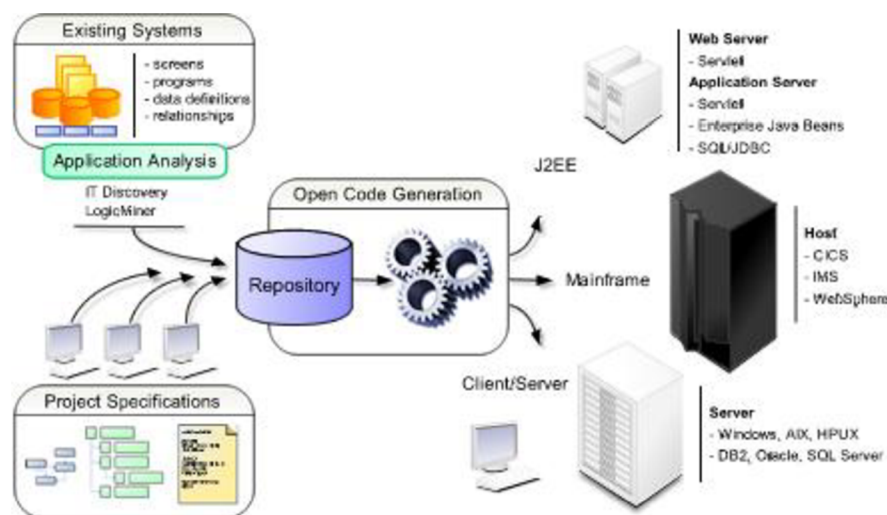 Existing Systems
- screens
- programs
- data definitions
- relationships
Application Analysis
IT Discovery
LogicMiner
Open Code Generation
Repository
Project Specifications
J2EE
Mainframe
Client/Server
Web Server
- Servlell
Application Server
- Servlell
- Enterprise Java Beans
- SQL/JDBC
Host
- CICS
- IMS
- WebSphere
Server
- Windows, AIX, HPUX
- DB2, Oracle, SQL Server